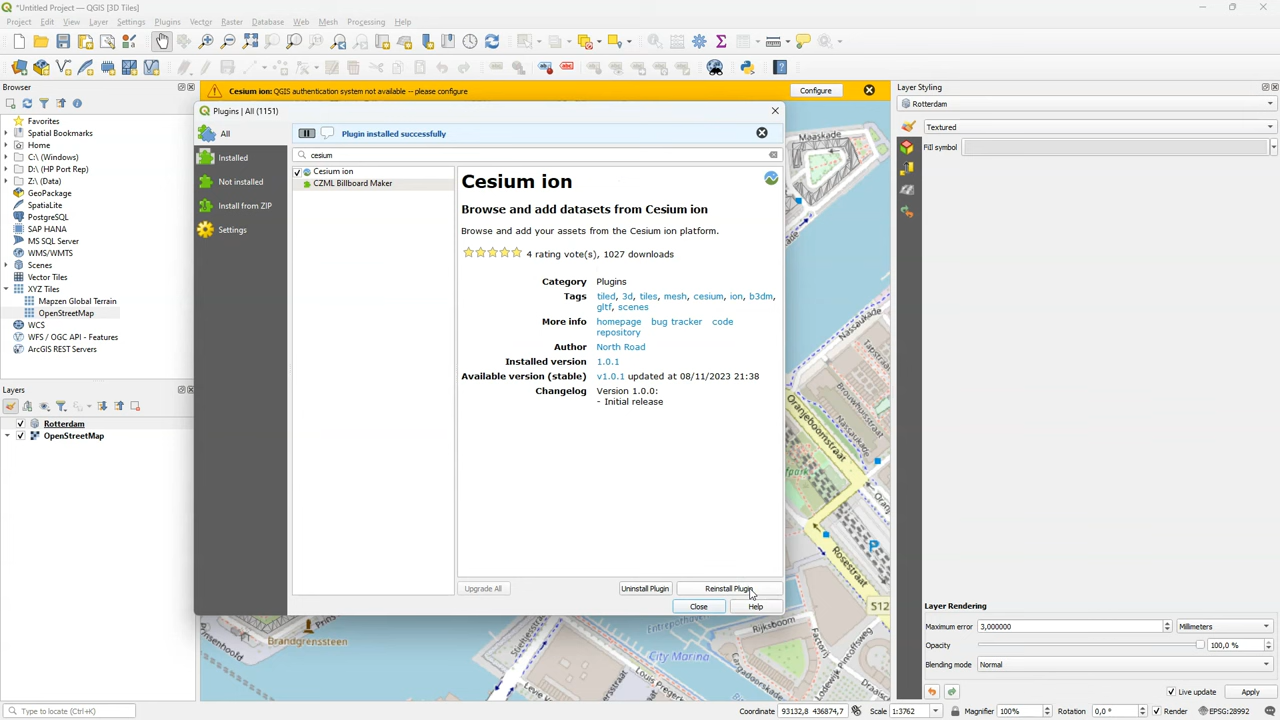 *Untitled Project — QGIS [3D Tiles]
Project Edit View Layer Settings Plugins Vector Raster Database Web Mesh Processing Help
Browser
Favorites
Spatial Bookmarks
Home
C:\ (Windows)
D:\ (HP Port Rep)
Z:\ (Data)
GeoPackage
SpatiaLite
PostgreSQL
SAP HANA
MS SQL Server
WMS/WMTS
Scenes
Vector Tiles
XYZ Tiles
Mapzen Global Terrain
OpenStreetMap
WCS
WFS / OGC API - Features
ArcGIS REST Servers
Layers
Rotterdam
OpenStreetMap
Cesium ion: QGIS authentication system not available -- please configure
Configure
Plugins | All (1151)
All
Installed
Not installed
Install from ZIP
Settings
Plugin installed successfully
cesium
Cesium ion
CZML Billboard Maker
Cesium ion
Browse and add datasets from Cesium ion
Browse and add your assets from the Cesium ion platform.
4 rating vote(s), 1027 downloads
Category Plugins
Tags tiled, 3d, tiles, mesh, cesium, ion, b3dm,
gltf, scenes
More info homepage bug tracker code
repository
Author North Road
Installed version 1.0.1
Available version (stable) v1.0.1 updated at 08/11/2023 21:38
Changelog Version 1.0.0:
- Initial release
Upgrade All Uninstall Plugin Reinstall Plugin
Close Help
Maaskade
Nassaukade
Oranjeboomstraat
Nassaukade
Rosestraat
S12
Prinsenhoof
Brandgrenssteen
Entrepothaven
City Marina
Rijksboom
Factorij
Louis Pregerka
Cargadoorskade
Layer Styling
Rotterdam
Textured
Fill symbol
Layer Rendering
Maximum error 3,000000 Millimeters
Opacity 100,0 %
Blending mode Normal
Live update Apply
Type to locate (Ctrl+K)
Coordinate 93132,8 436874,7 Scale 1:3762 Magnifier 100% Rotation 0,0 ° Render EPSG:28992